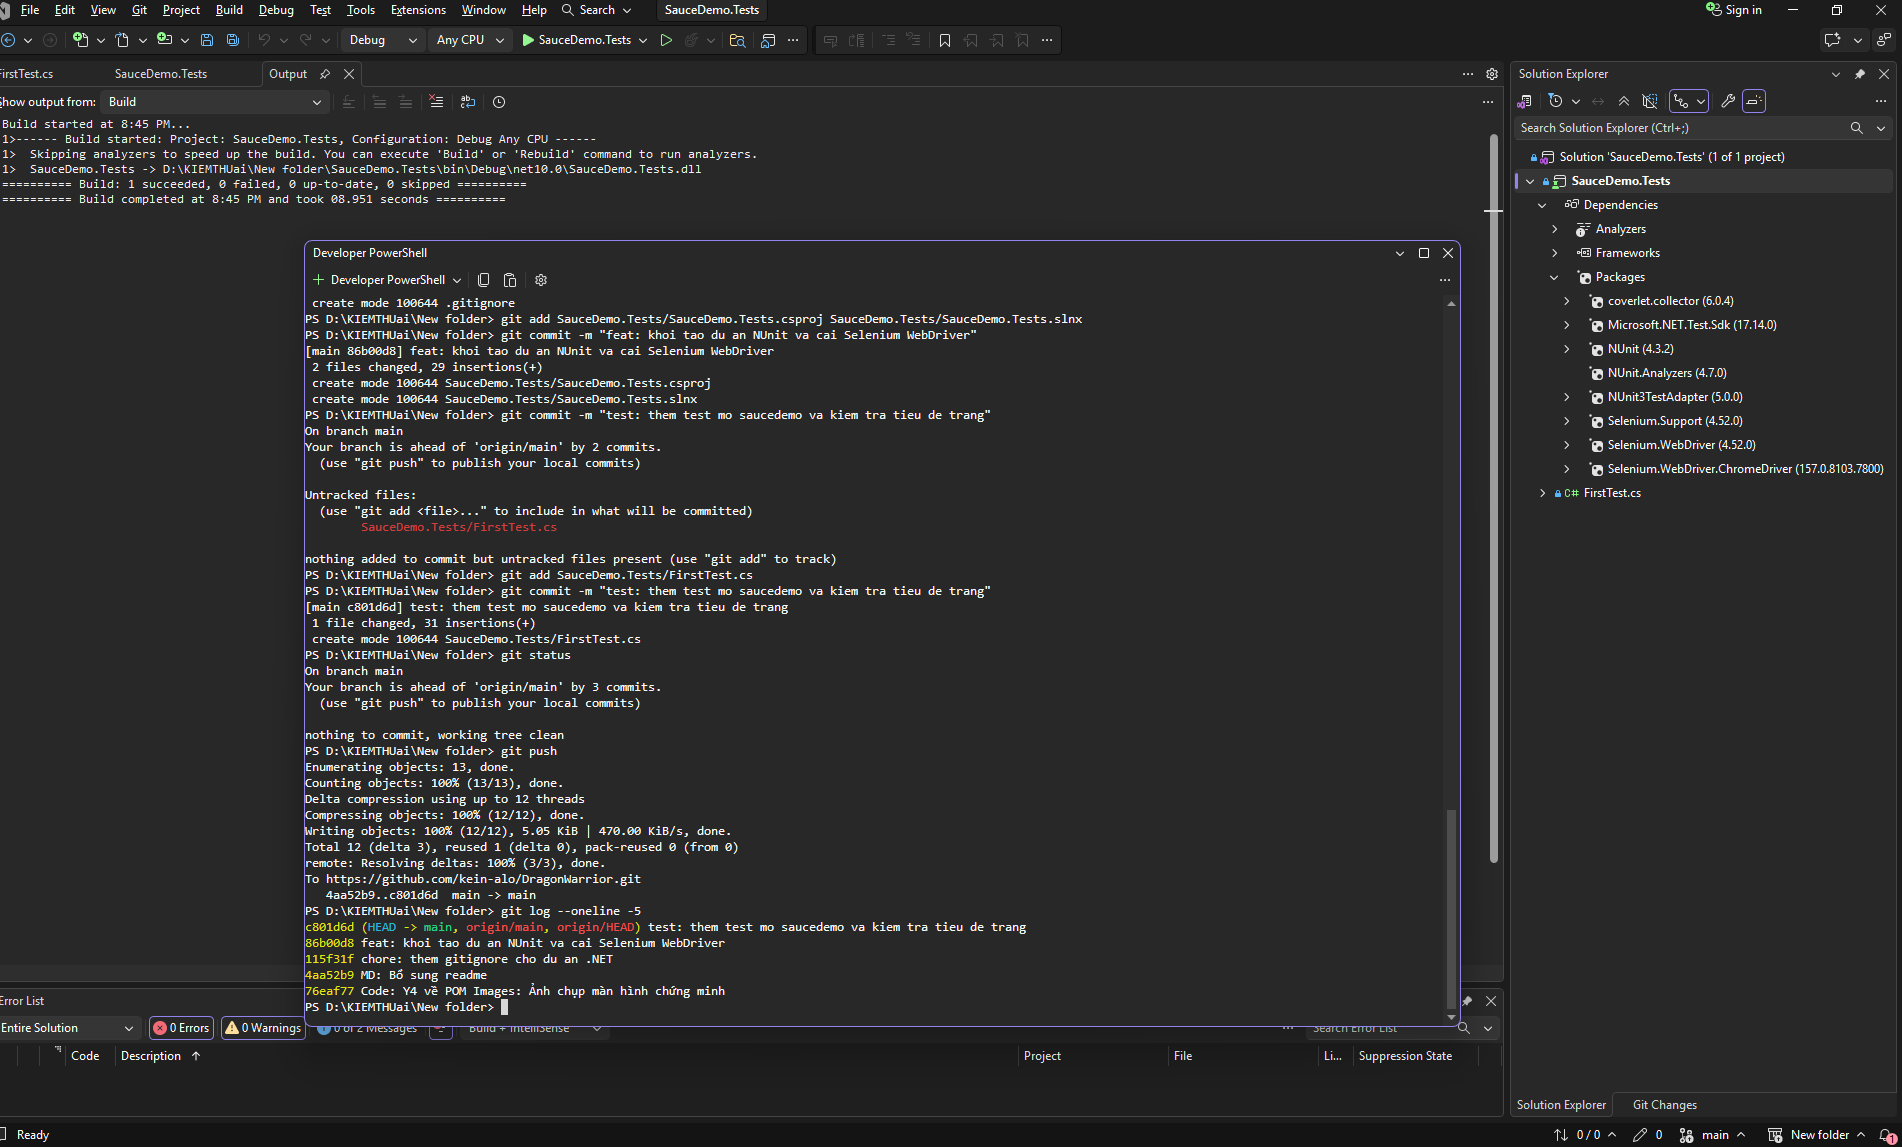 File Edit View Git Project Build Debug Test Tools Extensions Window Help Search SauceDemo.Tests Sign in
Debug Any CPU SauceDemo.Tests
FirstTest.cs SauceDemo.Tests Output
Show output from: Build
Build started at 8:45 PM...
1>------ Build started: Project: SauceDemo.Tests, Configuration: Debug Any CPU ------
1>  Skipping analyzers to speed up the build. You can execute 'Build' or 'Rebuild' command to run analyzers.
1>  SauceDemo.Tests -> D:\KIEMTHUai\New folder\SauceDemo.Tests\bin\Debug\net10.0\SauceDemo.Tests.dll
========== Build: 1 succeeded, 0 failed, 0 up-to-date, 0 skipped ==========
========== Build completed at 8:45 PM and took 08.951 seconds ==========
Developer PowerShell
Developer PowerShell
create mode 100644 .gitignore
PS D:\KIEMTHUai\New folder> git add SauceDemo.Tests/SauceDemo.Tests.csproj SauceDemo.Tests/SauceDemo.Tests.slnx
PS D:\KIEMTHUai\New folder> git commit -m "feat: khoi tao du an NUnit va cai Selenium WebDriver"
[main 86b00d8] feat: khoi tao du an NUnit va cai Selenium WebDriver
2 files changed, 29 insertions(+)
create mode 100644 SauceDemo.Tests/SauceDemo.Tests.csproj
create mode 100644 SauceDemo.Tests/SauceDemo.Tests.slnx
PS D:\KIEMTHUai\New folder> git commit -m "test: them test mo saucedemo va kiem tra tieu de trang"
On branch main
Your branch is ahead of 'origin/main' by 2 commits.
(use "git push" to publish your local commits)
Untracked files:
(use "git add <file>..." to include in what will be committed)
SauceDemo.Tests/FirstTest.cs
nothing added to commit but untracked files present (use "git add" to track)
PS D:\KIEMTHUai\New folder> git add SauceDemo.Tests/FirstTest.cs
PS D:\KIEMTHUai\New folder> git commit -m "test: them test mo saucedemo va kiem tra tieu de trang"
[main c801d6d] test: them test mo saucedemo va kiem tra tieu de trang
1 file changed, 31 insertions(+)
create mode 100644 SauceDemo.Tests/FirstTest.cs
PS D:\KIEMTHUai\New folder> git status
On branch main
Your branch is ahead of 'origin/main' by 3 commits.
(use "git push" to publish your local commits)
nothing to commit, working tree clean
PS D:\KIEMTHUai\New folder> git push
Enumerating objects: 13, done.
Counting objects: 100% (13/13), done.
Delta compression using up to 12 threads
Compressing objects: 100% (12/12), done.
Writing objects: 100% (12/12), 5.05 KiB | 470.00 KiB/s, done.
Total 12 (delta 3), reused 1 (delta 0), pack-reused 0 (from 0)
remote: Resolving deltas: 100% (3/3), done.
To https://github.com/kein-alo/DragonWarrior.git
4aa52b9..c801d6d  main -> main
PS D:\KIEMTHUai\New folder> git log --oneline -5
c801d6d (HEAD -> main, origin/main, origin/HEAD) test: them test mo saucedemo va kiem tra tieu de trang
86b00d8 feat: khoi tao du an NUnit va cai Selenium WebDriver
115f31f chore: them gitignore cho du an .NET
4aa52b9 MD: Bổ sung readme
76eaf77 Code: Y4 về POM Images: Ảnh chụp màn hình chứng minh
PS D:\KIEMTHUai\New folder>
Error List
Entire Solution 0 Errors 0 Warnings 0 of 2 Messages Build + IntelliSense Search Error List
Code Description Project File Li... Suppression State
Solution Explorer
Search Solution Explorer (Ctrl+;)
Solution 'SauceDemo.Tests' (1 of 1 project)
SauceDemo.Tests
Dependencies
Analyzers
Frameworks
Packages
coverlet.collector (6.0.4)
Microsoft.NET.Test.Sdk (17.14.0)
NUnit (4.3.2)
NUnit.Analyzers (4.7.0)
NUnit3TestAdapter (5.0.0)
Selenium.Support (4.52.0)
Selenium.WebDriver (4.52.0)
Selenium.WebDriver.ChromeDriver (157.0.8103.7800)
C# FirstTest.cs
Solution Explorer Git Changes
Ready 0 / 0 0 main New folder 1